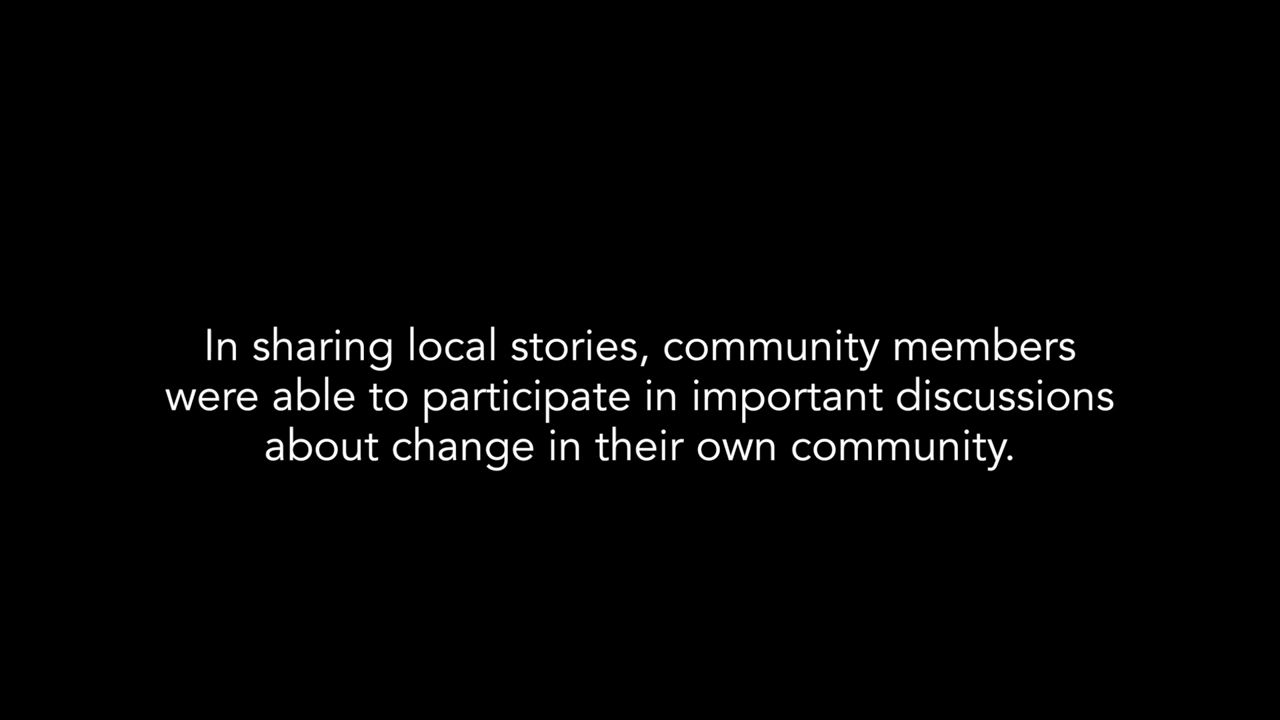 In sharing local stories, community members
were able to participate in important discussions
about change in their own community.